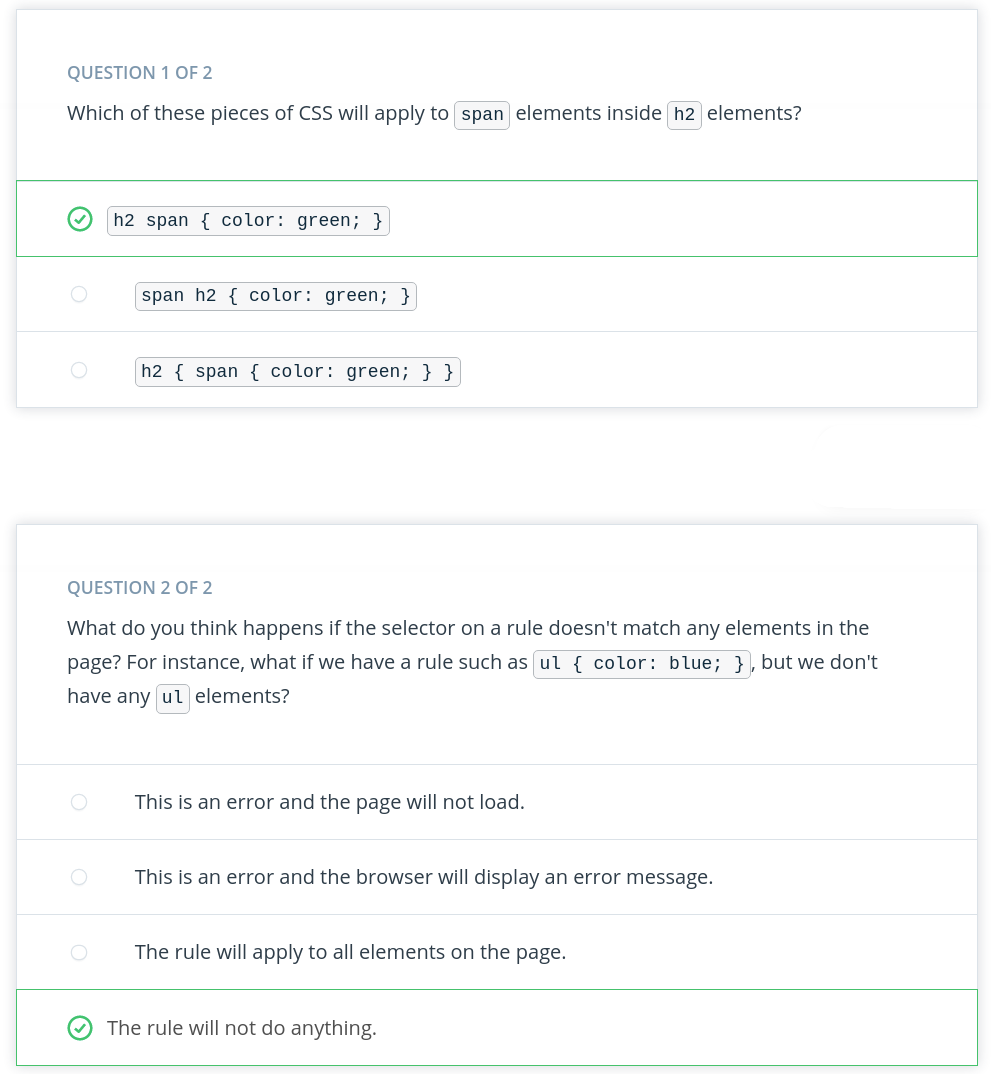 QUESTION 1 OF 2
Which of these pieces of CSS will apply to span elements inside h2 elements?
h2 span { color: green; }
span h2 { color: green; }
h2 { span { color: green; } }
QUESTION 2 OF 2
What do you think happens if the selector on a rule doesn't match any elements in the
page? For instance, what if we have a rule such as ul { color: blue; }, but we don't
have any ul elements?
This is an error and the page will not load.
This is an error and the browser will display an error message.
The rule will apply to all elements on the page.
The rule will not do anything.